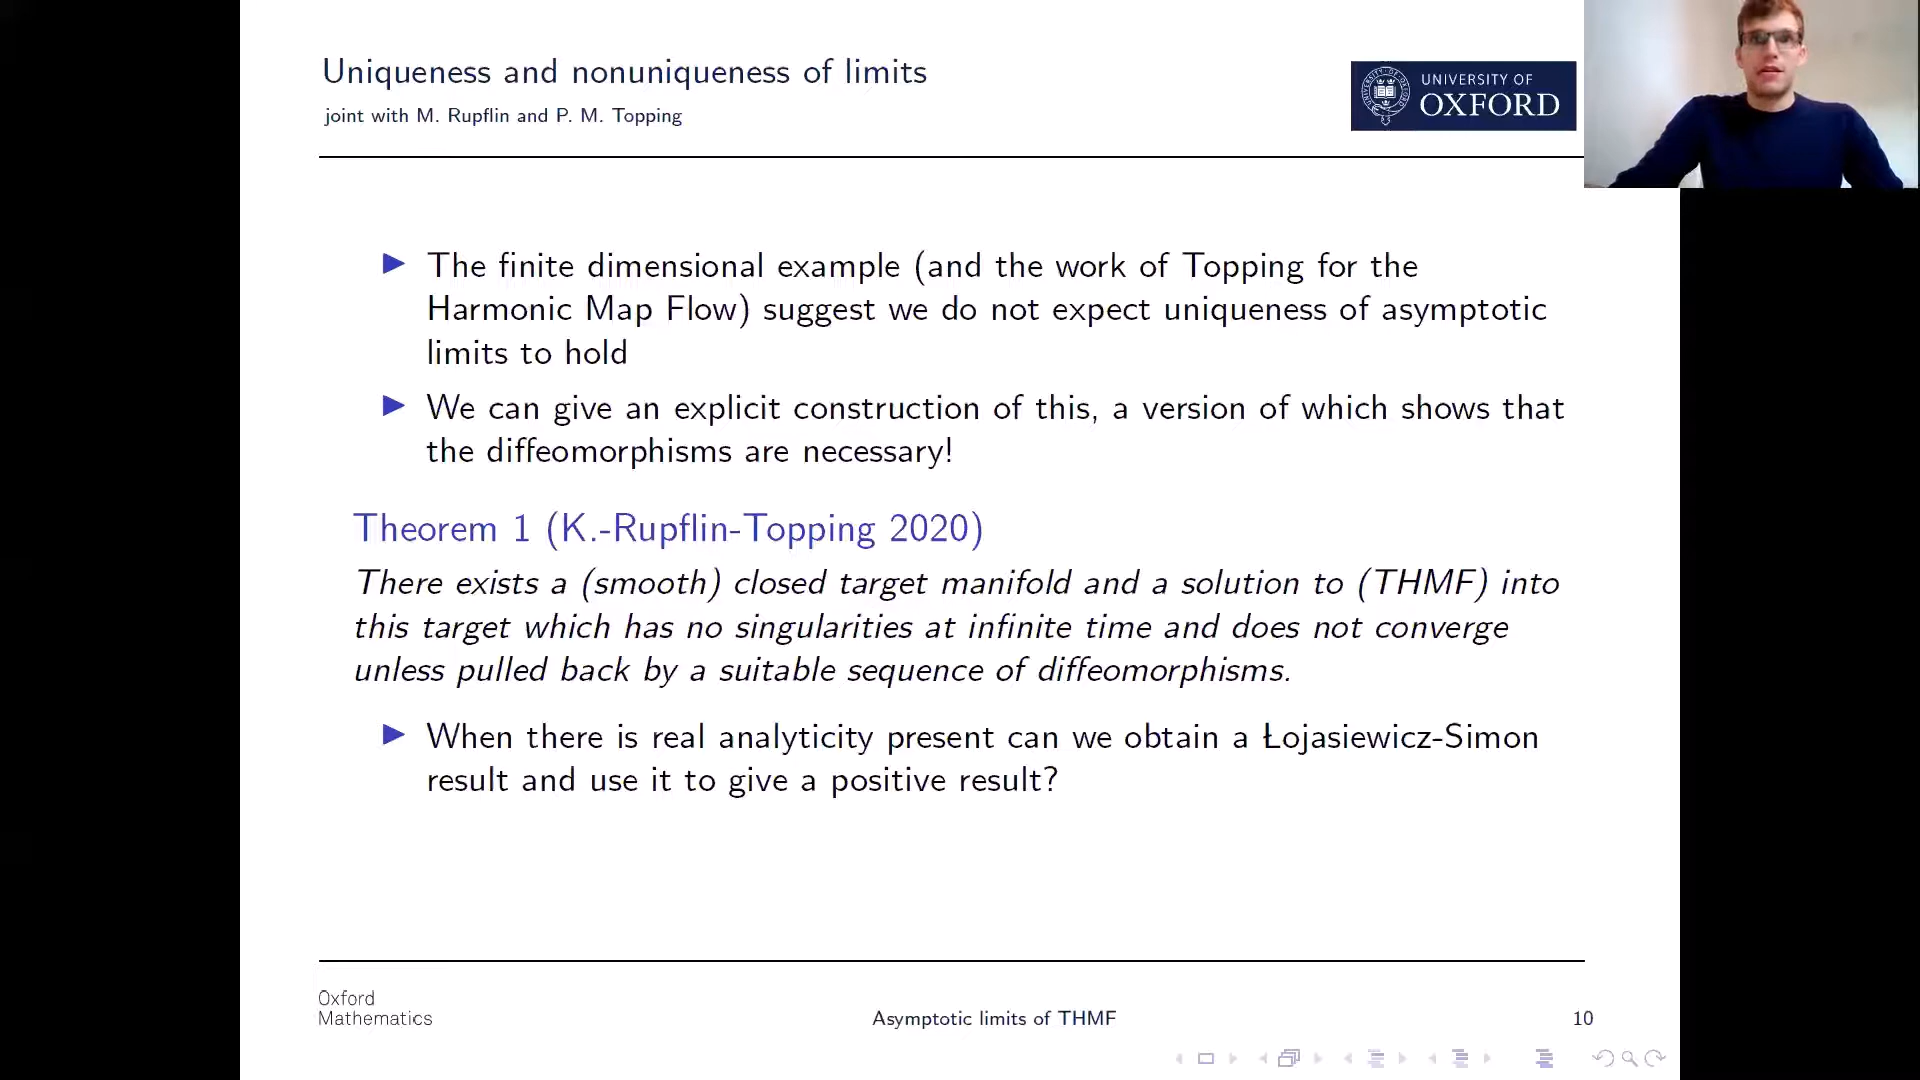 Uniqueness and nonuniqueness of limits
joint with M. Rupflin and P. M. Topping
UNIVERSITY OF
OXFORD
▶ The finite dimensional example (and the work of Topping for the
Harmonic Map Flow) suggest we do not expect uniqueness of asymptotic
limits to hold
▶ We can give an explicit construction of this, a version of which shows that
the diffeomorphisms are necessary!
Theorem 1 (K.-Rupflin-Topping 2020)
There exists a (smooth) closed target manifold and a solution to (THMF) into
this target which has no singularities at infinite time and does not converge
unless pulled back by a suitable sequence of diffeomorphisms.
▶ When there is real analyticity present can we obtain a Łojasiewicz-Simon
result and use it to give a positive result?
Oxford
Mathematics
Asymptotic limits of THMF
10